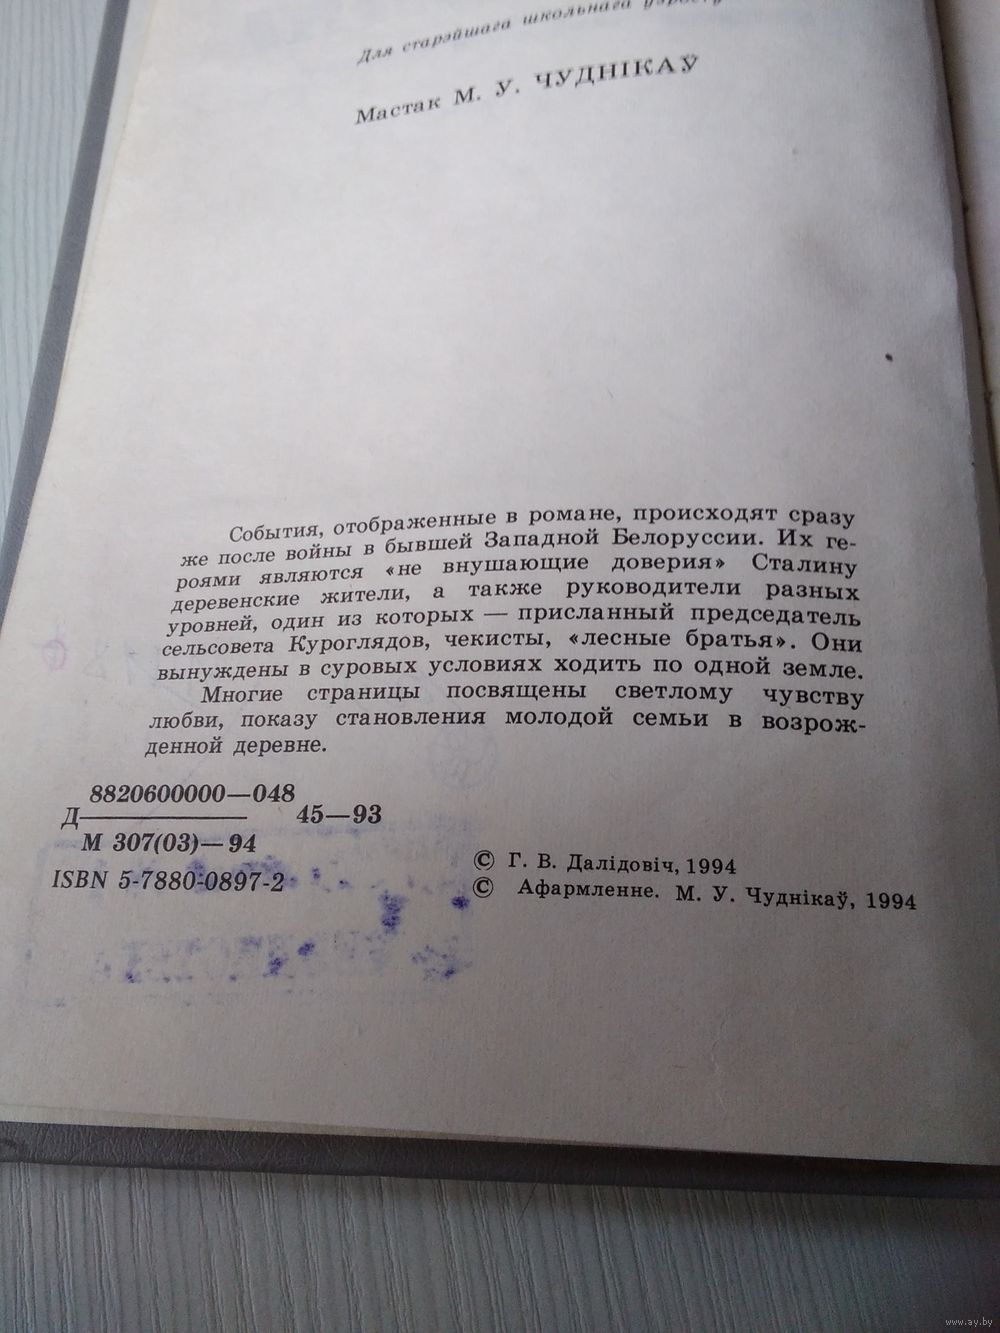 Для старэйшага школьнага ўзросту
Мастак М. У. ЧУДНІКАЎ
События, отображенные в романе, происходят сразу
же после войны в бывшей Западной Белоруссии. Их ге-
роями являются «не внушающие доверия» Сталину
деревенские жители, а также руководители разных
уровней, один из которых — присланный председатель
сельсовета Куроглядов, чекисты, «лесные братья». Они
вынуждены в суровых условиях ходить по одной земле.
Многие страницы посвящены светлому чувству
любви, показу становления молодой семьи в возрож-
денной деревне.
8820600000—048
Д 45—93
М 307(03)—94
ISBN 5-7880-0897-2
© Г. В. Далідовіч, 1994
© Афармленне. М. У. Чуднікаў, 1994
www.ay.by